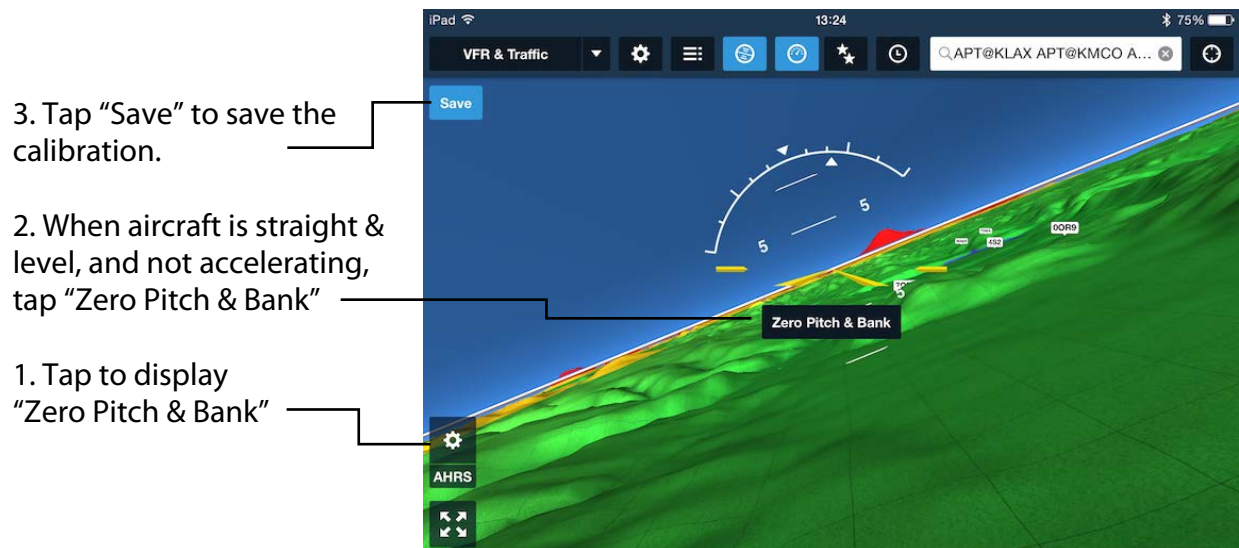 iPad
13:24
75%
VFR & Traffic
APT@KLAX APT@KMCO A...
Save
3. Tap “Save” to save the
calibration.
2. When aircraft is straight &
level, and not accelerating,
tap “Zero Pitch & Bank”
1. Tap to display
“Zero Pitch & Bank”
5
5
0OR9
4S2
5
Zero Pitch & Bank
AHRS